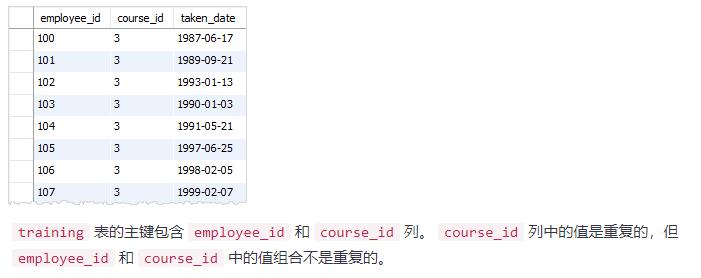 employee_id course_id taken_date
100 3 1987-06-17
101 3 1989-09-21
102 3 1993-01-13
103 3 1990-01-03
104 3 1991-05-21
105 3 1997-06-25
106 3 1998-02-05
107 3 1999-02-07
training 表的主键包含 employee_id 和 course_id 列。 course_id 列中的值是重复的，但
employee_id 和 course_id 中的值组合不是重复的。